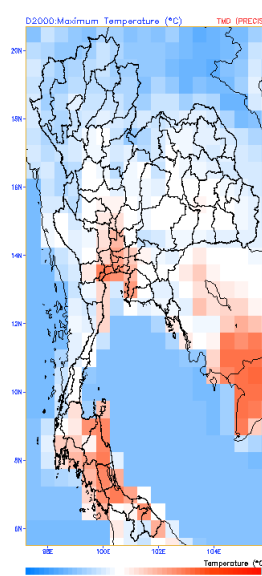 D2000:Maximum Temperature (°C) TMD (PRECIS
20N
18N
16N
14N
12N
10N
8N
6N
98E 100E 102E 104E
Temperature (°C